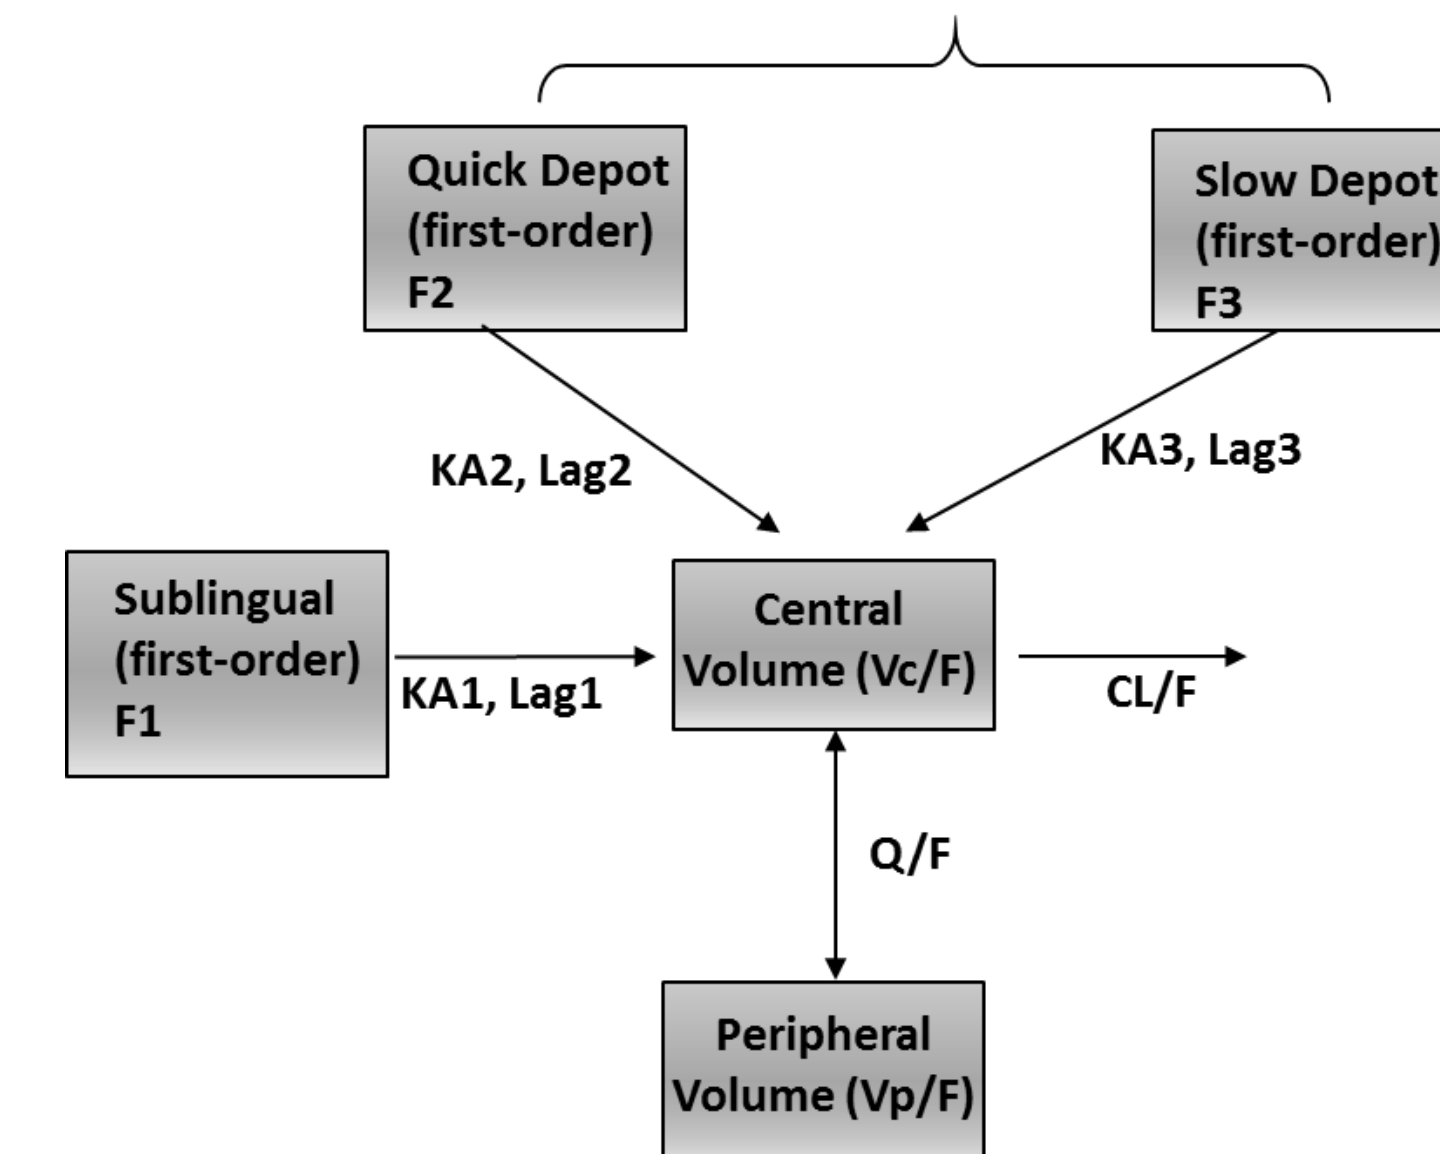 Quick Depot
(first-order)
F2
Slow Depot
(first-order)
F3
KA2, Lag2
KA3, Lag3
Sublingual
(first-order)
F1
KA1, Lag1
Central
Volume (Vc/F)
CL/F
Q/F
Peripheral
Volume (Vp/F)